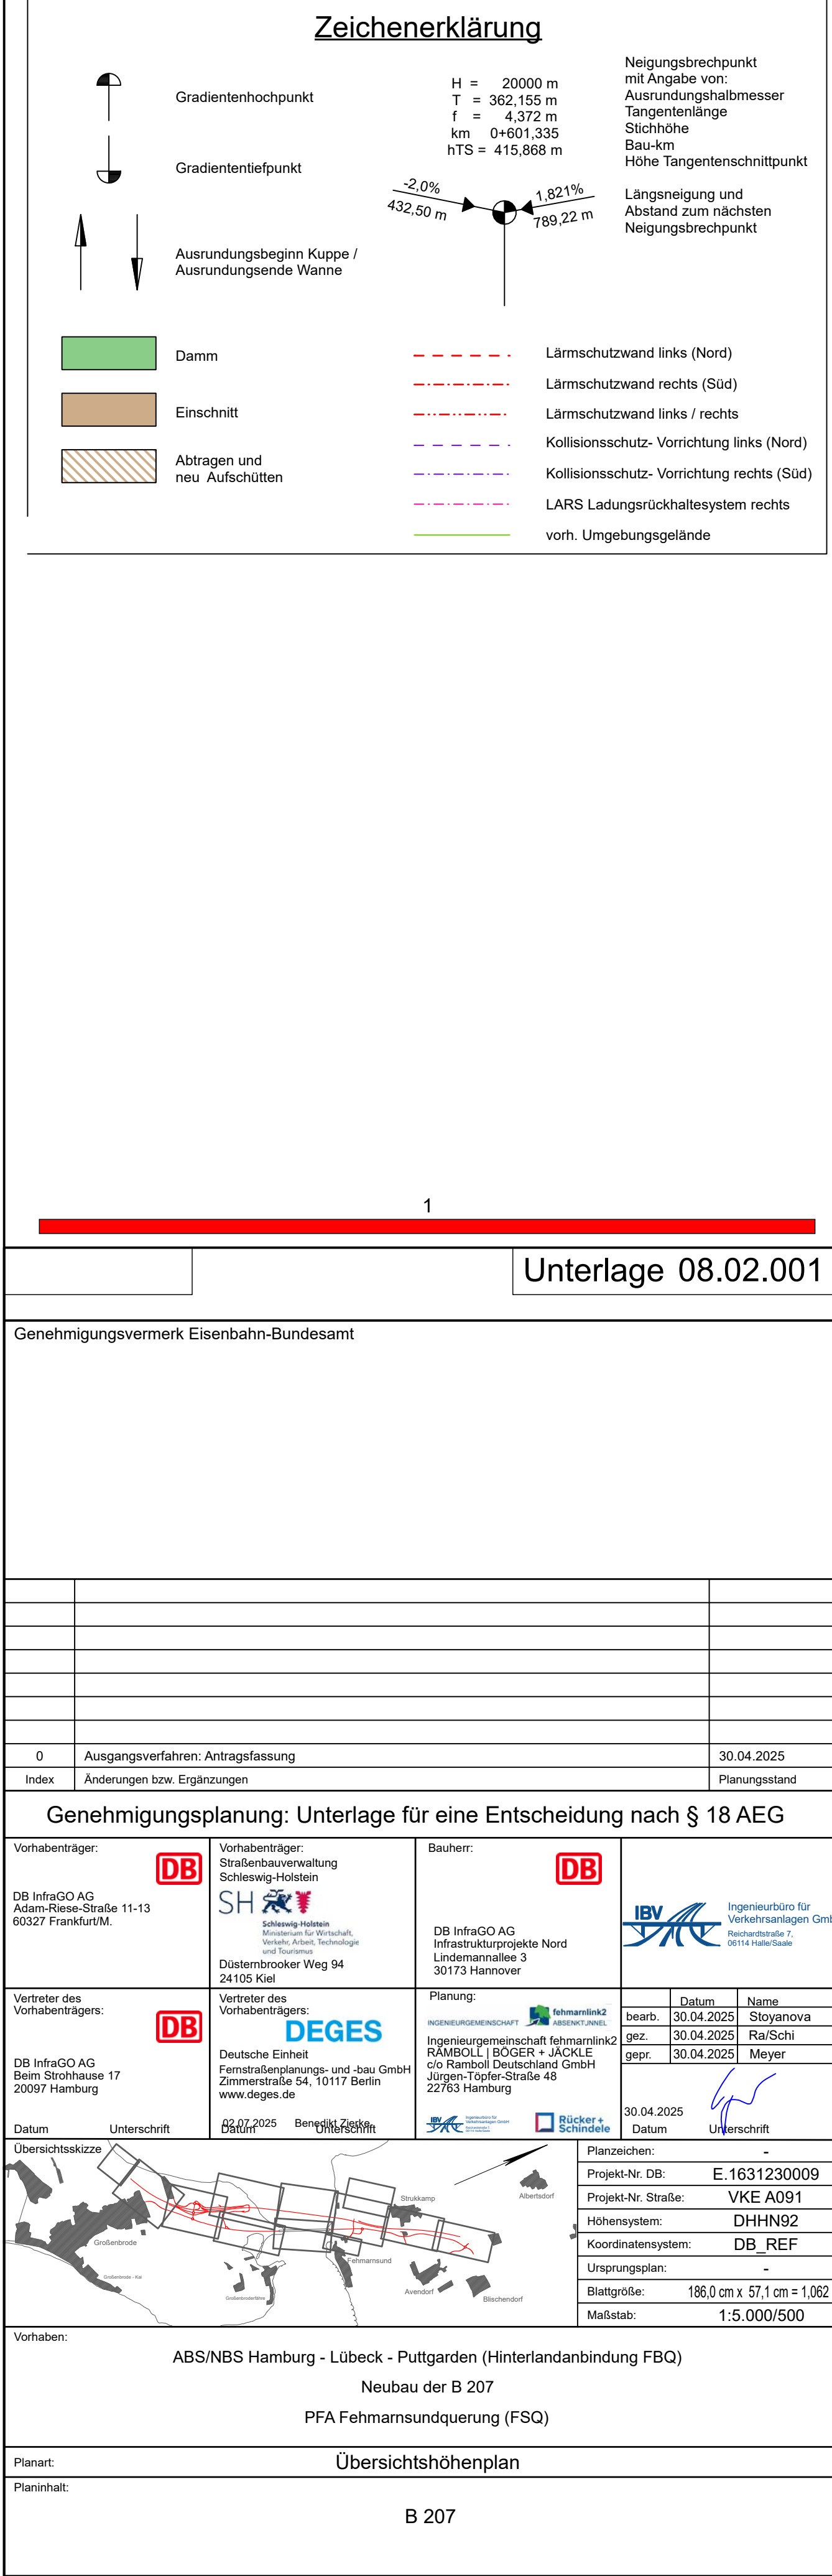 Zeichenerklärung
Gradientenhochpunkt
Gradiententiefpunkt
Ausrundungsbeginn Kuppe /
Ausrundungsende Wanne
H = 20000 m
T = 362,155 m
f = 4,372 m
km 0+601,335
hTS = 415,868 m
-2,0%
432,50 m
1,821%
789,22 m
Neigungsbrechpunkt
mit Angabe von:
Ausrundungshalbmesser
Tangentenlänge
Stichhöhe
Bau-km
Höhe Tangentenschnittpunkt
Längsneigung und
Abstand zum nächsten
Neigungsbrechpunkt
Damm
Einschnitt
Abtragen und
neu Aufschütten
Lärmschutzwand links (Nord)
Lärmschutzwand rechts (Süd)
Lärmschutzwand links / rechts
Kollisionsschutz- Vorrichtung links (Nord)
Kollisionsschutz- Vorrichtung rechts (Süd)
LARS Ladungsrückhaltesystem rechts
vorh. Umgebungsgelände
1
Unterlage 08.02.001
Genehmigungsvermerk Eisenbahn-Bundesamt
0 Ausgangsverfahren: Antragsfassung 30.04.2025
Index Änderungen bzw. Ergänzungen Planungsstand
Genehmigungsplanung: Unterlage für eine Entscheidung nach § 18 AEG
Vorhabenträger:
DB
DB InfraGO AG
Adam-Riese-Straße 11-13
60327 Frankfurt/M.
Vorhabenträger:
Straßenbauverwaltung
Schleswig-Holstein
SH
Schleswig-Holstein
Ministerium für Wirtschaft,
Verkehr, Arbeit, Technologie
und Tourismus
Düsternbrooker Weg 94
24105 Kiel
Bauherr:
DB
DB InfraGO AG
Infrastrukturprojekte Nord
Lindemannallee 3
30173 Hannover
IBV
Ingenieurbüro für
Verkehrsanlagen Gmb
Reichardtstraße 7,
06114 Halle/Saale
Vertreter des
Vorhabenträgers:
DB
DB InfraGO AG
Beim Strohhause 17
20097 Hamburg
Datum Unterschrift
Vertreter des
Vorhabenträgers:
DEGES
Deutsche Einheit
Fernstraßenplanungs- und -bau GmbH
Zimmerstraße 54, 10117 Berlin
www.deges.de
02.07.2025 Benedikt Zierke
Datum Unterschrift
Planung:
INGENIEURGEMEINSCHAFT fehmarnlink2
ABSENKTUNNEL
Ingenieurgemeinschaft fehmarnlink2
RAMBOLL | BÖGER + JÄCKLE
c/o Ramboll Deutschland GmbH
Jürgen-Töpfer-Straße 48
22763 Hamburg
IBV Ingenieurbüro für
Verkehrsanlagen GmbH
Rücker +
Schindele
Datum Name
bearb. 30.04.2025 Stoyanova
gez. 30.04.2025 Ra/Schi
gepr. 30.04.2025 Meyer
30.04.2025
Datum Unterschrift
Übersichtsskizze
Großenbrode
Großenbrode - Kai
Großenbroderfähre
Strukkamp
Fehmarnsund
Avendorf
Albertsdorf
Blischendorf
Planzeichen: -
Projekt-Nr. DB: E.1631230009
Projekt-Nr. Straße: VKE A091
Höhensystem: DHHN92
Koordinatensystem: DB_REF
Ursprungsplan: -
Blattgröße: 186,0 cm x 57,1 cm = 1,062
Maßstab: 1:5.000/500
Vorhaben:
ABS/NBS Hamburg - Lübeck - Puttgarden (Hinterlandanbindung FBQ)
Neubau der B 207
PFA Fehmarnsundquerung (FSQ)
Planart: Übersichtshöhenplan
Planinhalt:
B 207